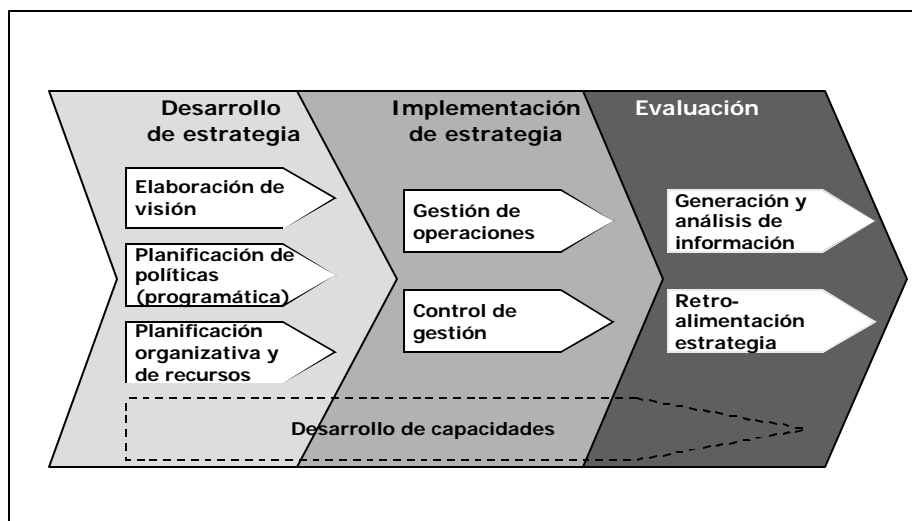 Desarrollo
de estrategia
Elaboración de
visión
Planificación de
políticas
(programática)
Planificación
organizativa y
de recursos
Implementación
de estrategia
Gestión de
operaciones
Control de
gestión
Evaluación
Generación y
análisis de
información
Retro-
alimentación
estrategia
Desarrollo de capacidades